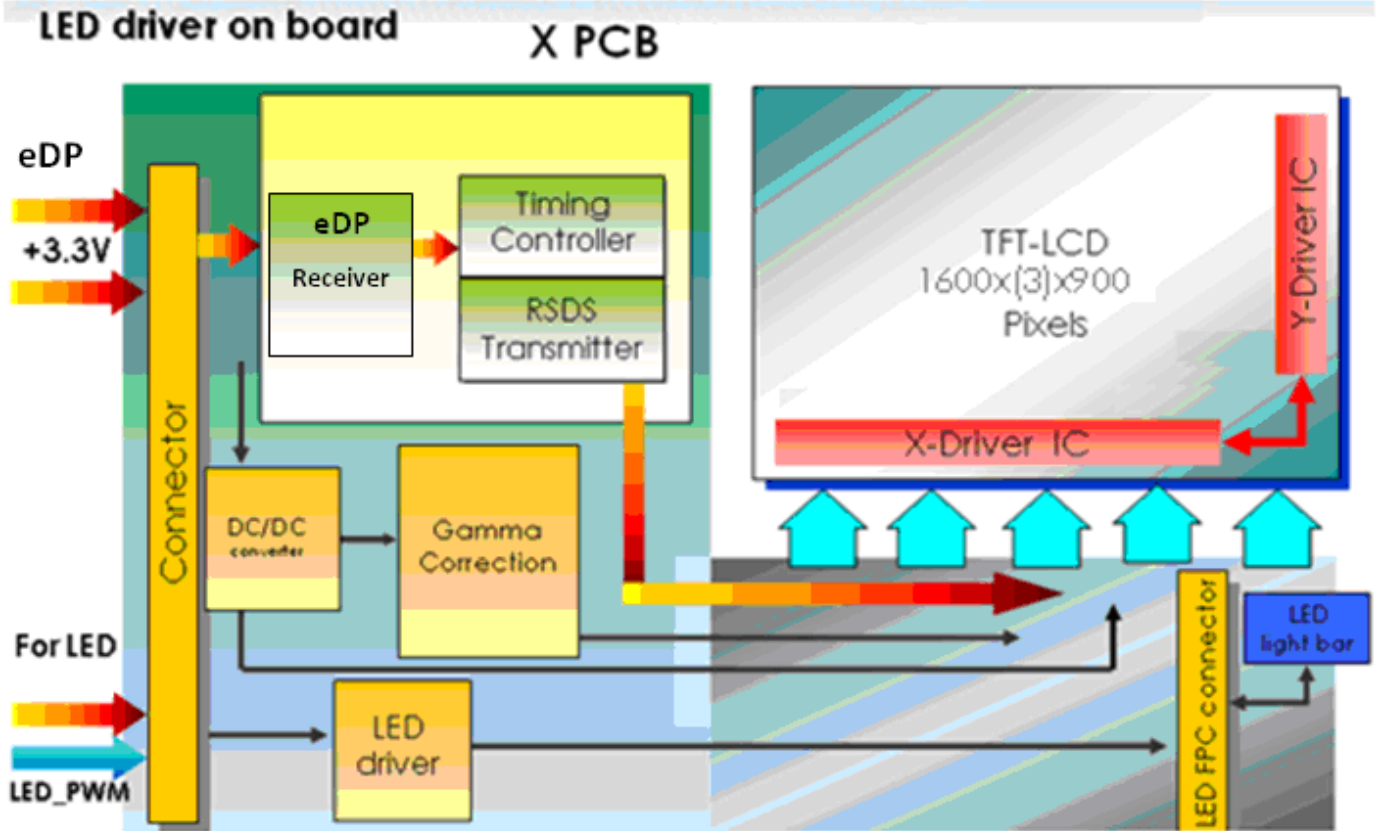 LED driver on board
X PCB
eDP
+3.3V
eDP
Receiver
Timing
Controller
RSDS
Transmitter
TFT-LCD
1600x(3)x900
Pixels
Y-Driver IC
X-Driver IC
Connector
DC/DC
converter
Gamma
Correction
For LED
LED_PWM
LED
driver
LED FPC connector
LED
light bar